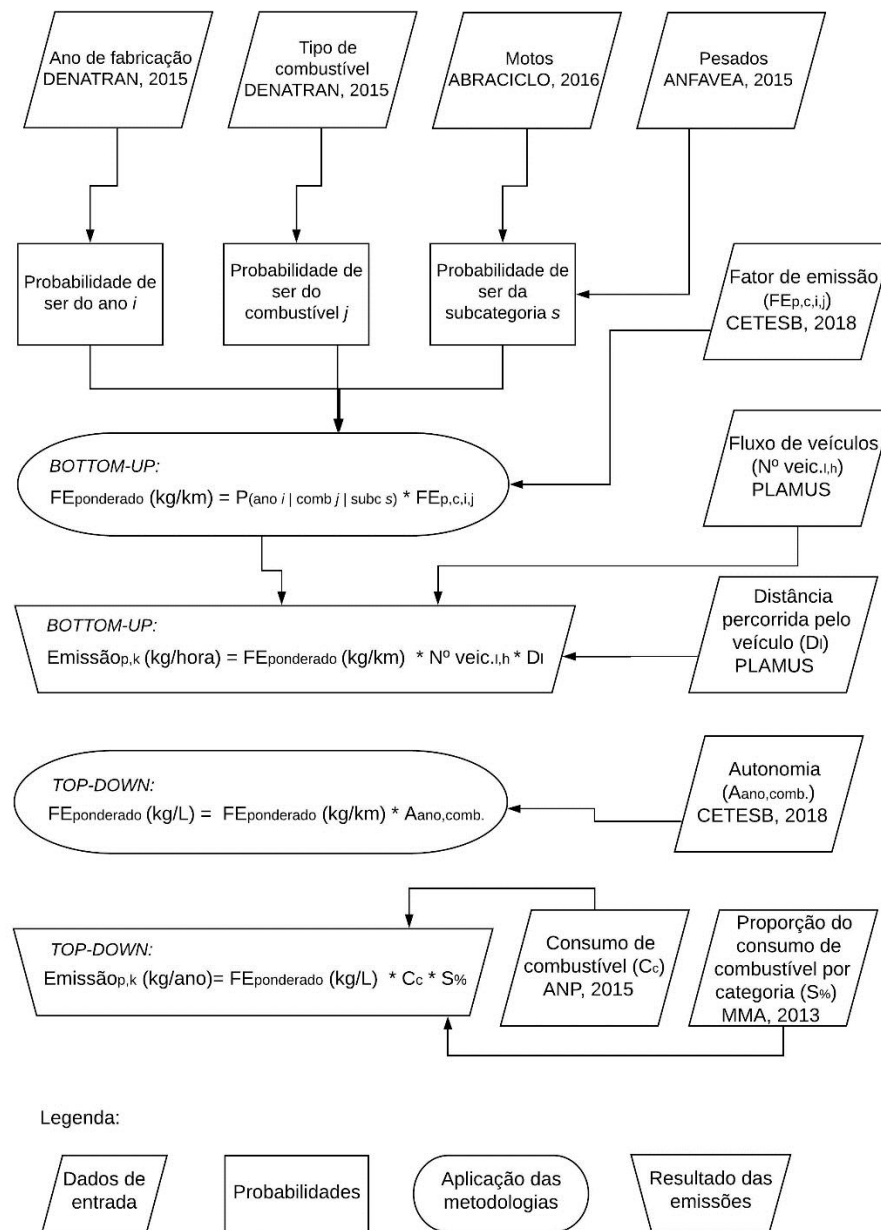 Ano de fabricação
DENATRAN, 2015
Tipo de
combustível
DENATRAN, 2015
Motos
ABRACICLO, 2016
Pesados
ANFAVEA, 2015
Probabilidade de
ser do ano i
Probabilidade de
ser do
combustível j
Probabilidade de
ser da
subcategoria s
Fator de emissão
(FEp,c,i,j)
CETESB, 2018
BOTTOM-UP:
FEponderado (kg/km) = P(ano i | comb j | subc s) * FEp,c,i,j
Fluxo de veículos
(Nº veic.l,h)
PLAMUS
BOTTOM-UP:
Emissãop,k (kg/hora) = FEponderado (kg/km) * Nº veic.l,h * Dl
Distância
percorrida pelo
veículo (Dl)
PLAMUS
TOP-DOWN:
FEponderado (kg/L) = FEponderado (kg/km) * Aano,comb.
Autonomia
(Aano,comb.)
CETESB, 2018
TOP-DOWN:
Emissãop,k (kg/ano)= FEponderado (kg/L) * Cc * S%
Consumo de
combustível (Cc)
ANP, 2015
Proporção do
consumo de
combustível por
categoria (S%)
MMA, 2013
Legenda:
Dados de
entrada
Probabilidades
Aplicação das
metodologias
Resultado das
emissões